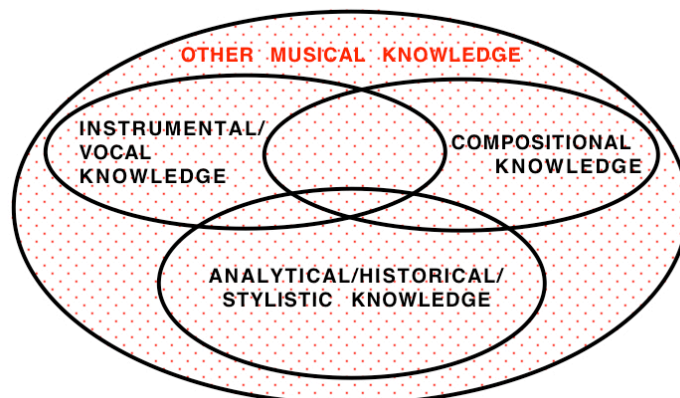 OTHER MUSICAL KNOWLEDGE
INSTRUMENTAL/
VOCAL
KNOWLEDGE
COMPOSITIONAL
KNOWLEDGE
ANALYTICAL/HISTORICAL/
STYLISTIC KNOWLEDGE